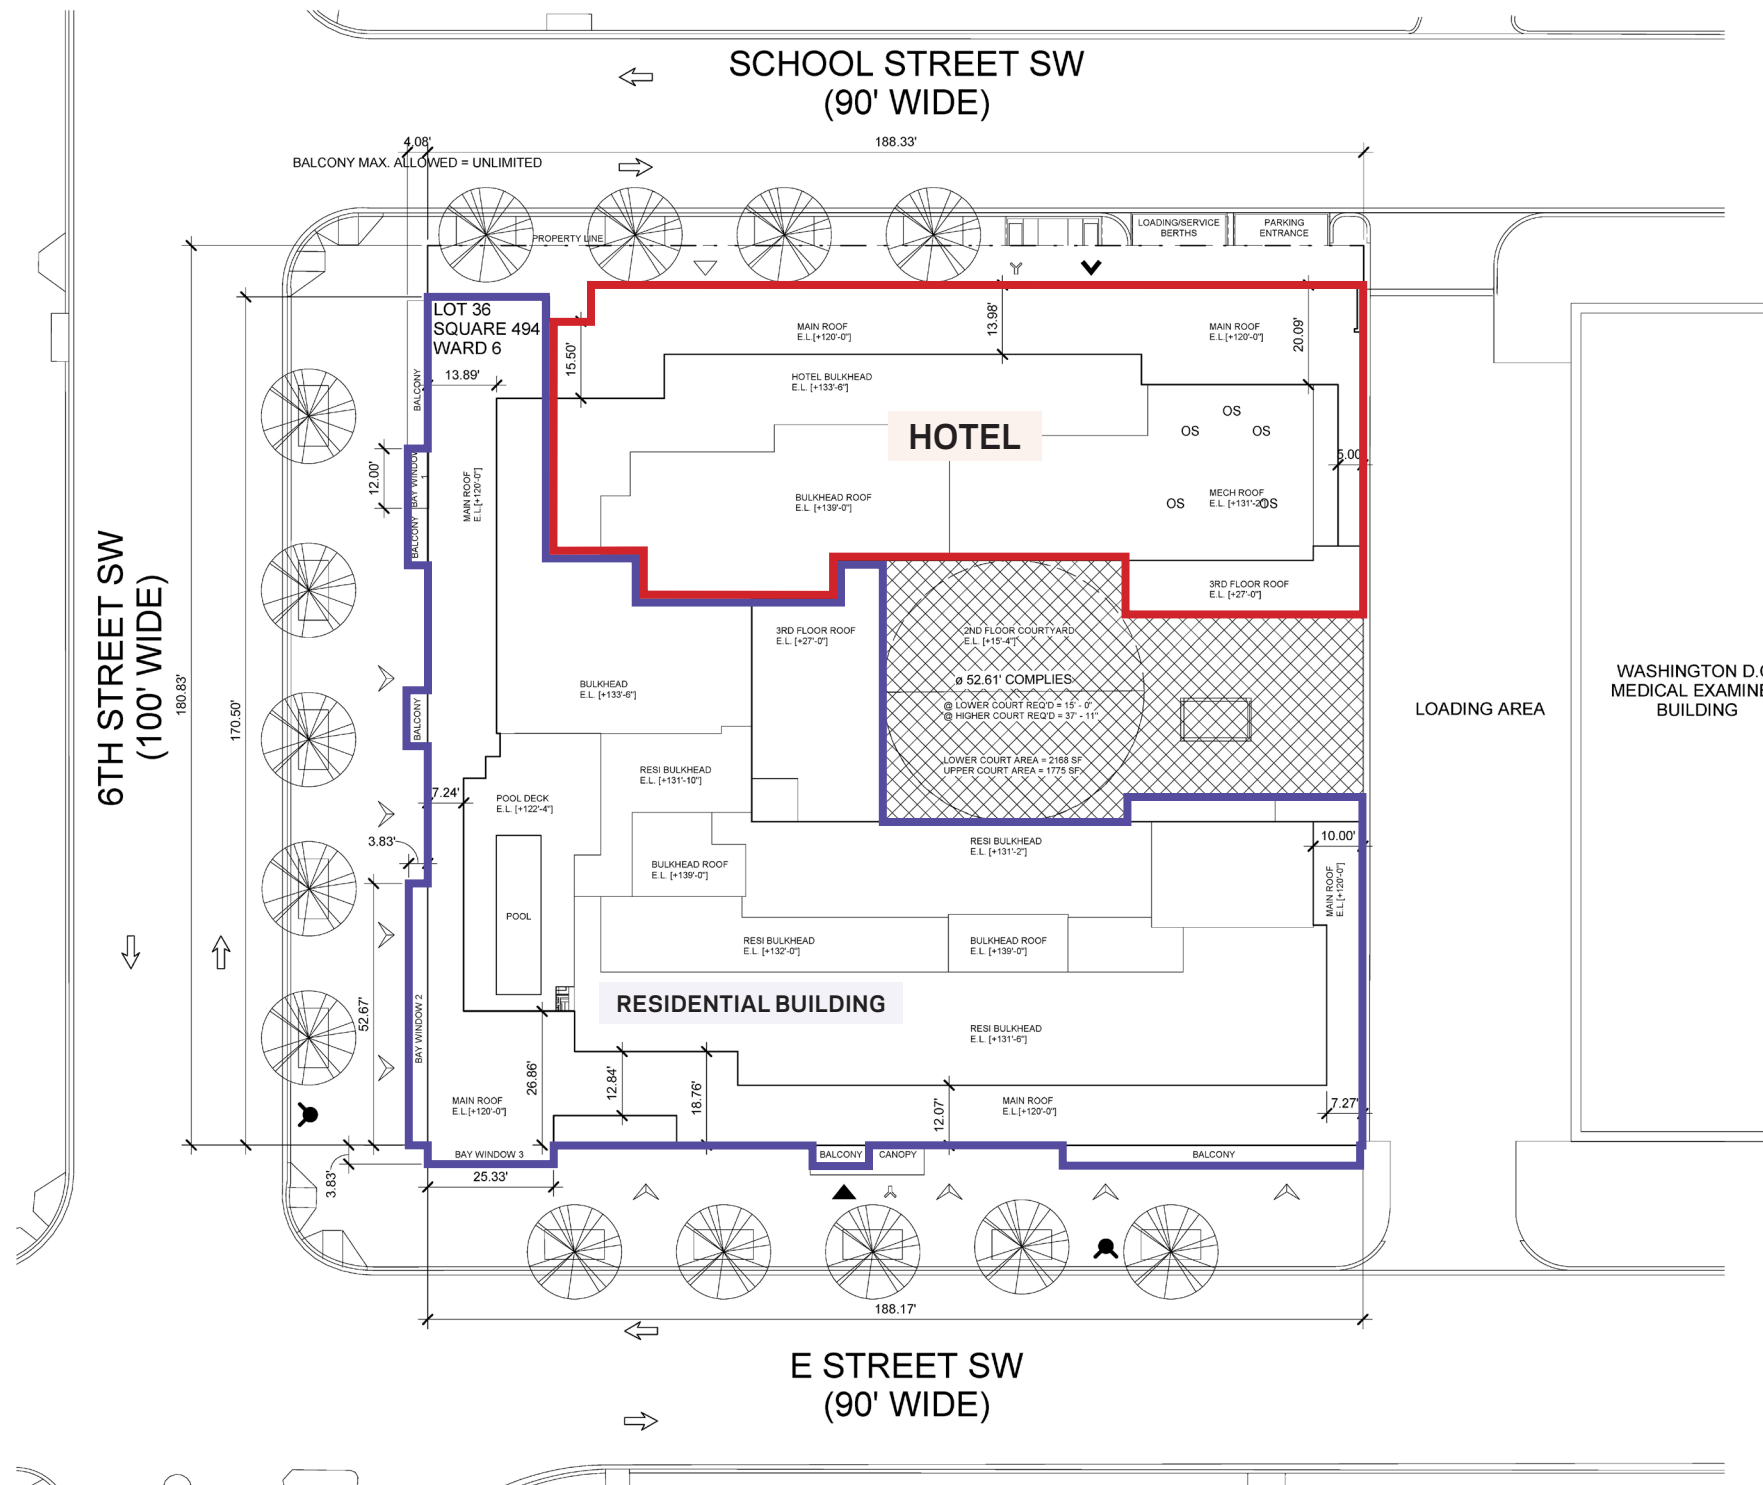 SCHOOL STREET SW
(90' WIDE)
4.08'
188.33'
BALCONY MAX. ALLOWED = UNLIMITED
PROPERTY LINE
LOADING/SERVICE
BERTHS
PARKING
ENTRANCE
LOT 36
SQUARE 494
WARD 6
13.89'
15.50'
13.98'
20.09'
MAIN ROOF
E.L.[+120'-0"]
MAIN ROOF
E.L.[+120'-0"]
HOTEL BULKHEAD
E.L. [+133'-6"]
HOTEL
OS
OS
OS
OS
OS
5.00'
MECH ROOF
E.L. [+131'-2"]
BULKHEAD ROOF
E.L. [+139'-0"]
BALCONY
12.00'
BAY WINDOW
1
BALCONY
MAIN ROOF
E.L.[+120'-0"]
3RD FLOOR ROOF
E.L. [+27'-0"]
6TH STREET SW
(100' WIDE)
180.83'
170.50'
3RD FLOOR ROOF
E.L. [+27'-0"]
2ND FLOOR COURTYARD
E.L. [+15'-4"]
ø 52.61' COMPLIES
@ LOWER COURT REQ'D = 15' - 0"
@ HIGHER COURT REQ'D = 37' - 11"
LOWER COURT AREA = 2168 SF
UPPER COURT AREA = 1775 SF
BULKHEAD
E.L. [+133'-6"]
BALCONY
LOADING AREA
WASHINGTON D.C
MEDICAL EXAMINE
BUILDING
RESI BULKHEAD
E.L. [+131'-10"]
7.24'
POOL DECK
E.L. [+122'-4"]
3.83'
10.00'
RESI BULKHEAD
E.L. [+131'-2"]
BULKHEAD ROOF
E.L. [+139'-0"]
MAIN ROOF
E.L.[+120'-0"]
POOL
RESI BULKHEAD
E.L. [+132'-0"]
BULKHEAD ROOF
E.L. [+139'-0"]
RESIDENTIAL BUILDING
52.67'
BAY WINDOW 2
RESI BULKHEAD
E.L. [+131'-6"]
26.86'
12.84'
18.76'
12.07'
7.27'
MAIN ROOF
E.L.[+120'-0"]
MAIN ROOF
E.L. [+120'-0"]
BAY WINDOW 3
BALCONY
CANOPY
BALCONY
3.83'
25.33'
188.17'
E STREET SW
(90' WIDE)